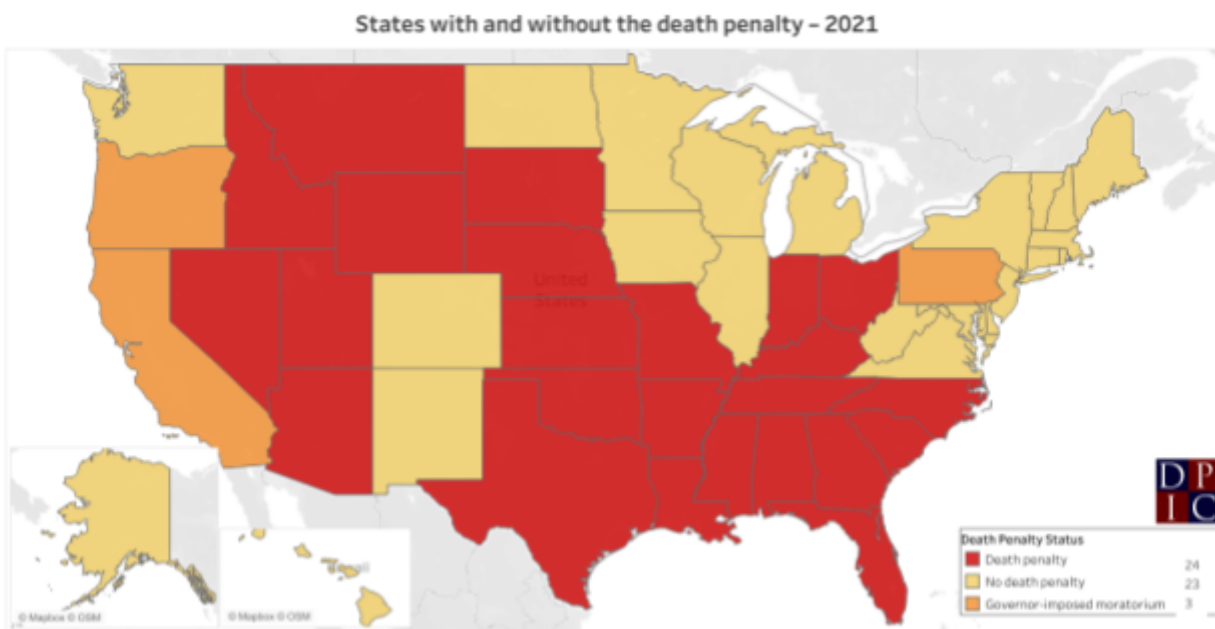 States with and without the death penalty – 2021
United
States
© Mapbox © OSM
© Mapbox © OSM
D P
I C
Death Penalty Status
Death penalty 24
No death penalty 23
Governor-imposed moratorium 3